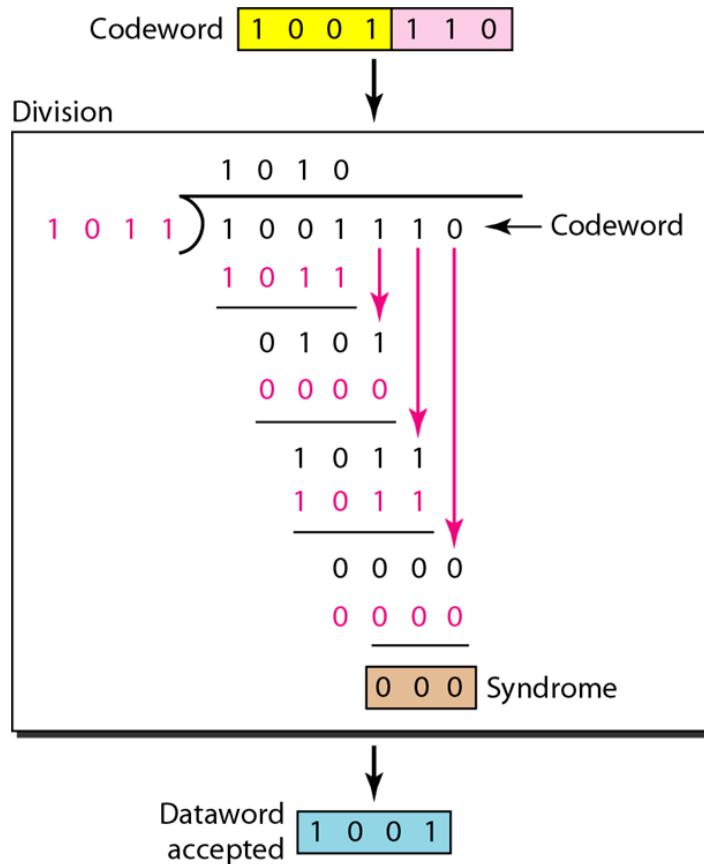 Codeword 1 0 0 1 1 1 0
Division
1 0 1 0
1 0 1 1 1 0 0 1 1 1 0 Codeword
1 0 1 1
0 1 0 1
0 0 0 0
1 0 1 1
1 0 1 1
0 0 0 0
0 0 0 0
0 0 0 Syndrome
Dataword
accepted 1 0 0 1